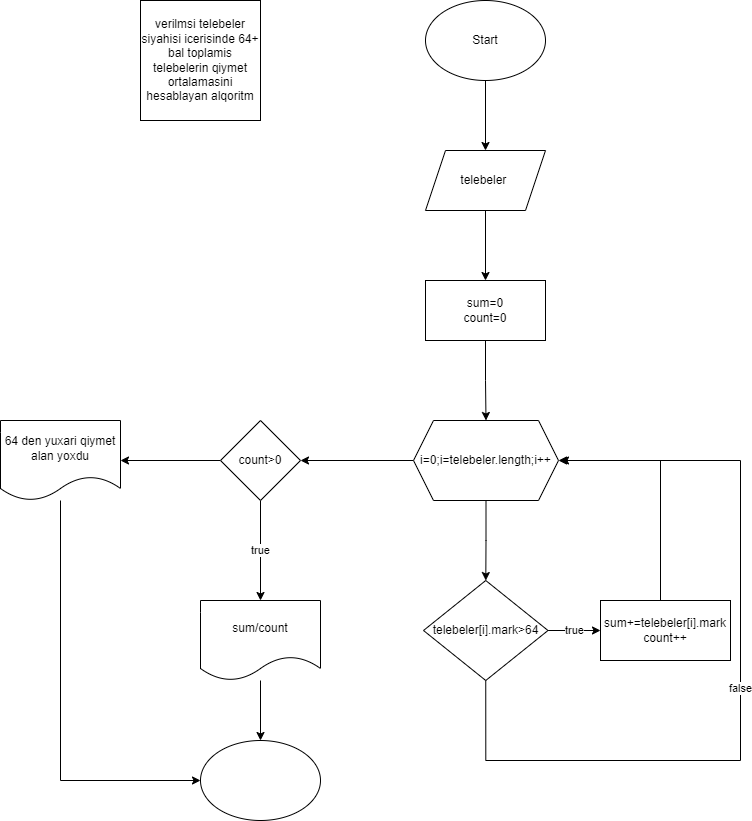 verilmsi telebeler
siyahisi icerisinde 64+
bal toplamis
telebelerin qiymet
ortalamasini
hesablayan alqoritm
Start
telebeler
sum=0
count=0
i=0;i=telebeler.length;i++
count>0
64 den yuxari qiymet
alan yoxdu
true
sum/count
telebeler[i].mark>64
true
sum+=telebeler[i].mark
count++
false